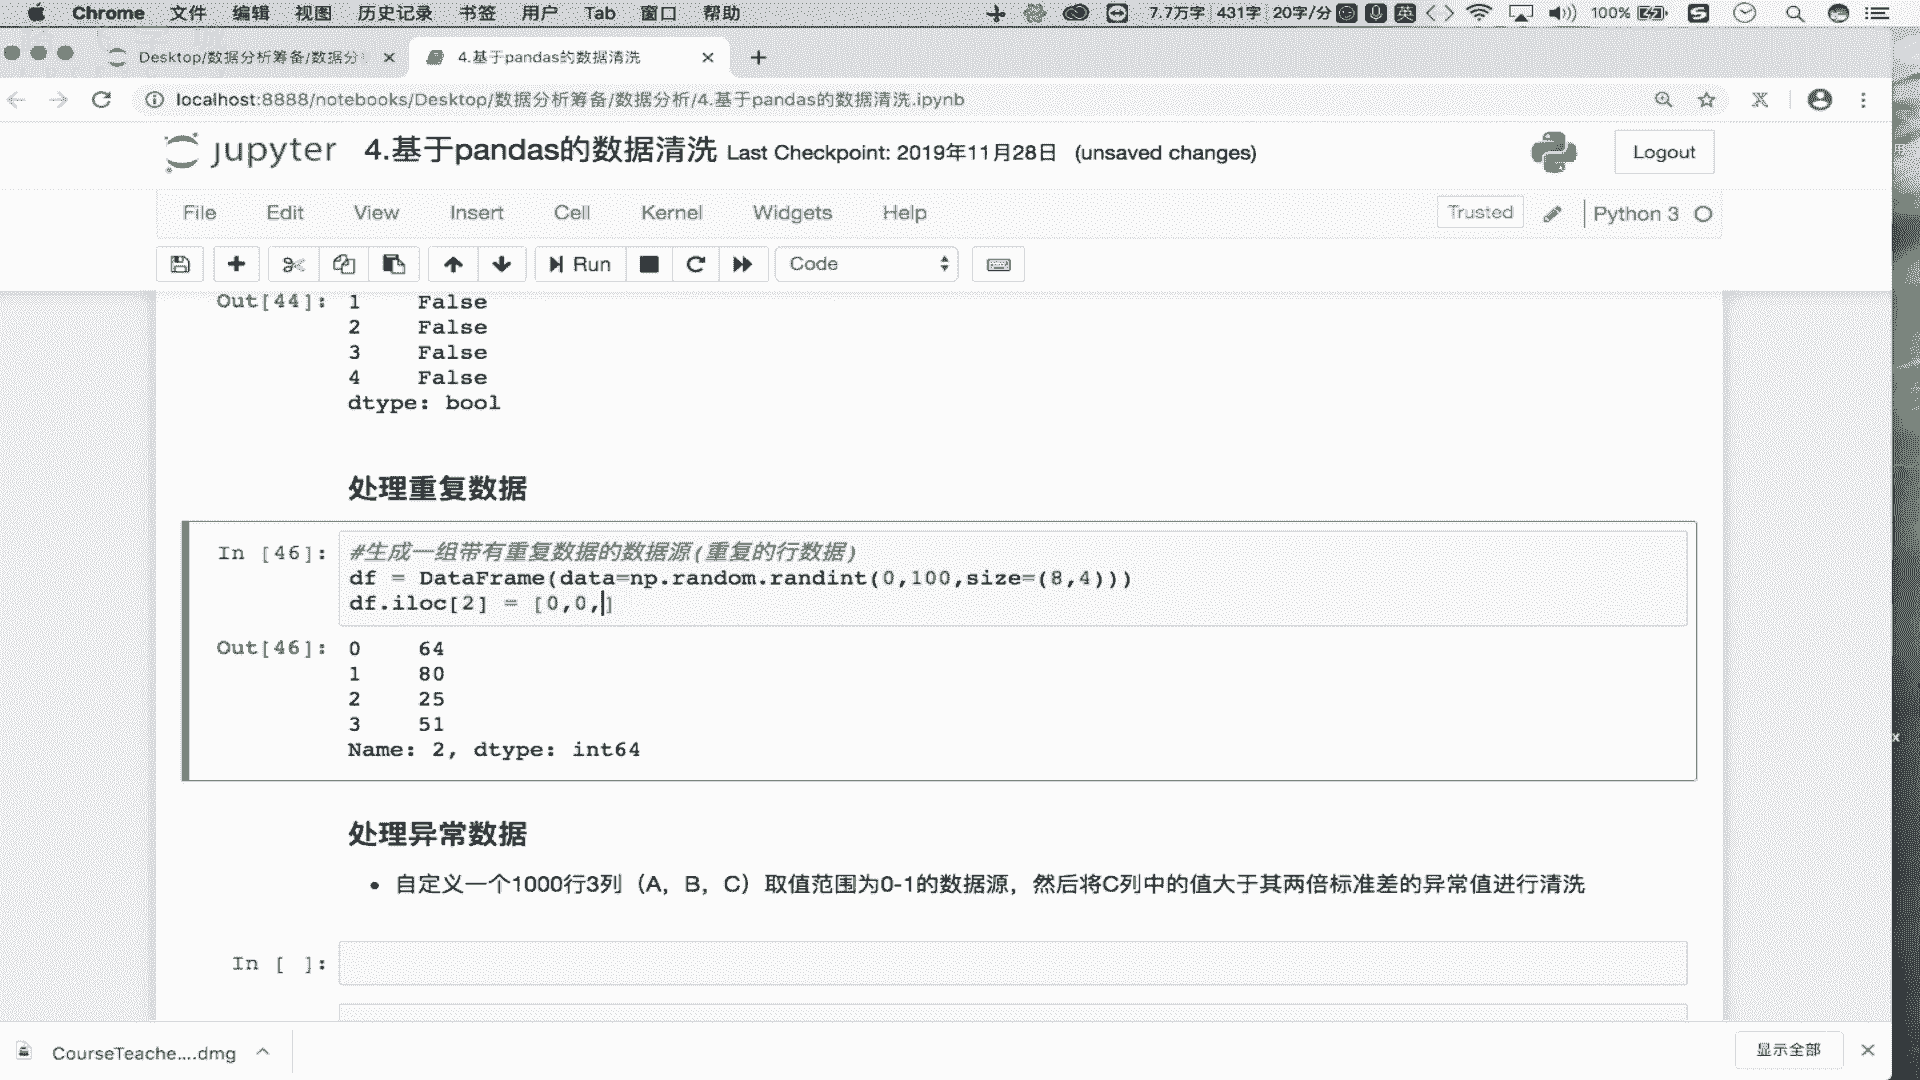 Chrome 文件 编辑 视图 历史记录 书签 用户 Tab 窗口 帮助 7.7万字 431字 20字/分 英 100%
Desktop/数据分析筹备/数据分 4.基于pandas的数据清洗
localhost:8888/notebooks/Desktop/数据分析筹备/数据分析/4.基于pandas的数据清洗.ipynb
jupyter 4.基于pandas的数据清洗 Last Checkpoint: 2019年11月28日 (unsaved changes) Logout
File Edit View Insert Cell Kernel Widgets Help Trusted Python 3
Run Code
Out[44]: 1 False
2 False
3 False
4 False
dtype: bool
处理重复数据
In [46]: #生成一组带有重复数据的数据源(重复的行数据)
df = DataFrame(data=np.random.randint(0,100,size=(8,4)))
df.iloc[2] = [0,0,]
Out[46]: 0 64
1 80
2 25
3 51
Name: 2, dtype: int64
处理异常数据
• 自定义一个1000行3列（A，B，C）取值范围为0-1的数据源，然后将C列中的值大于其两倍标准差的异常值进行清洗
In [ ]:
CourseTeache....dmg 显示全部